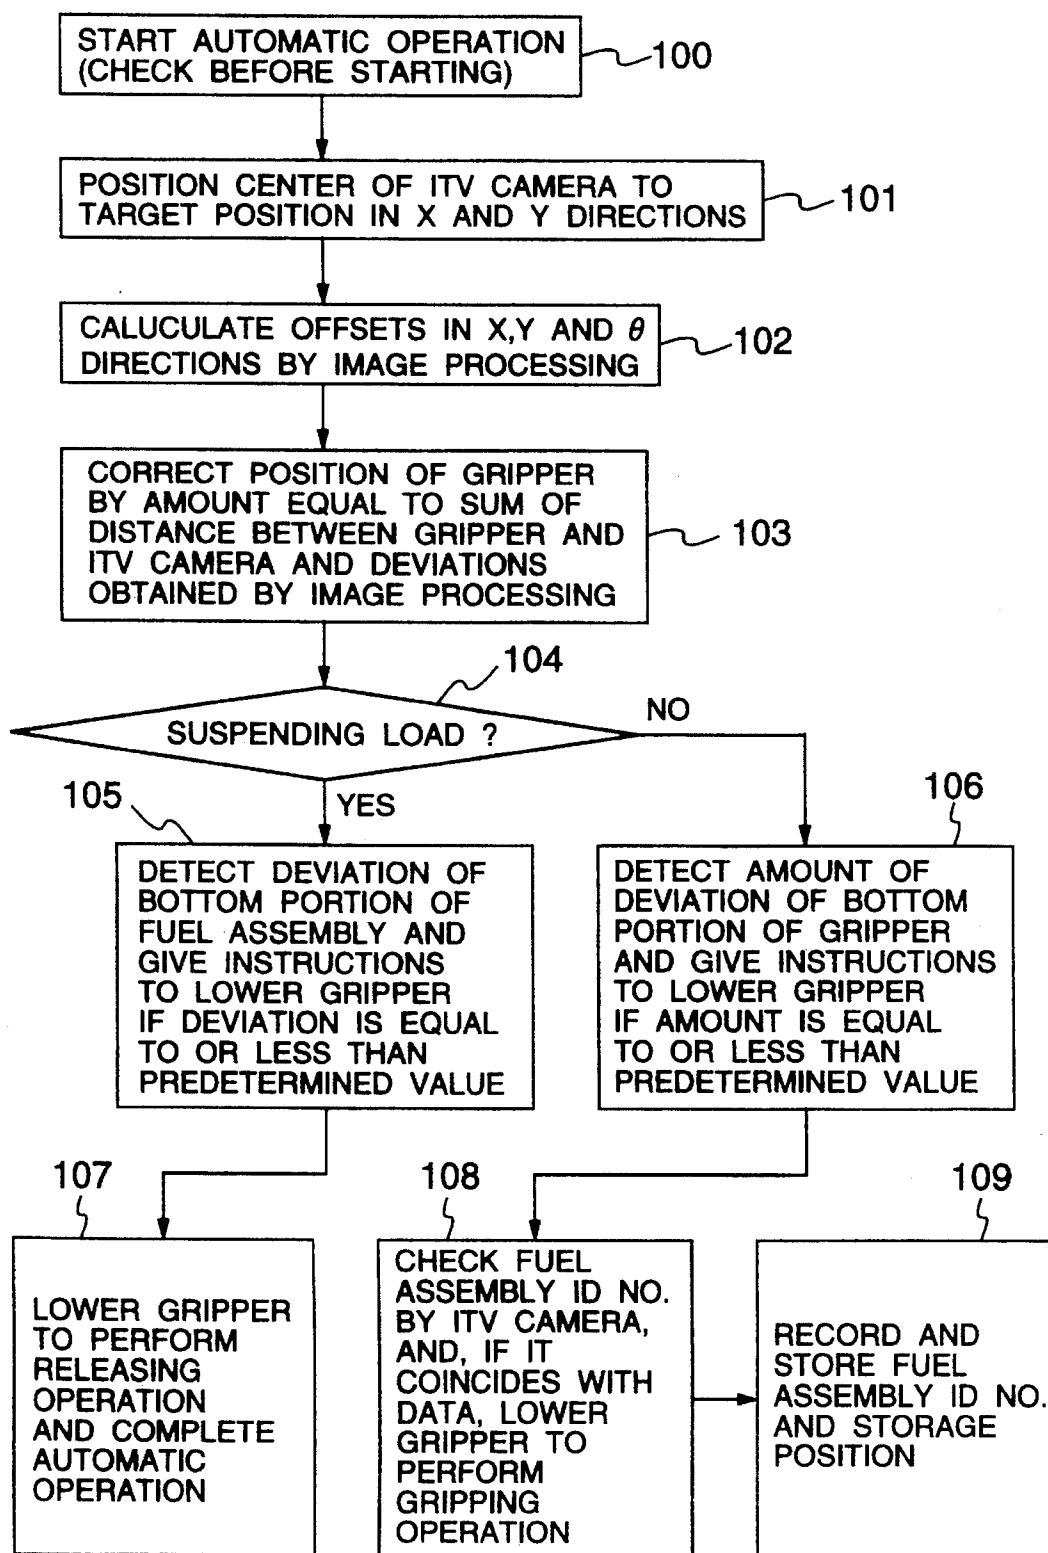 START AUTOMATIC OPERATION
(CHECK BEFORE STARTING)
100
POSITION CENTER OF ITV CAMERA TO
TARGET POSITION IN X AND Y DIRECTIONS
101
CALUCULATE OFFSETS IN X,Y AND θ
DIRECTIONS BY IMAGE PROCESSING
102
CORRECT POSITION OF GRIPPER
BY AMOUNT EQUAL TO SUM OF
DISTANCE BETWEEN GRIPPER AND
ITV CAMERA AND DEVIATIONS
OBTAINED BY IMAGE PROCESSING
103
104
SUSPENDING LOAD ?
NO
YES
105
DETECT DEVIATION OF
BOTTOM PORTION OF
FUEL ASSEMBLY AND
GIVE INSTRUCTIONS
TO LOWER GRIPPER
IF DEVIATION IS EQUAL
TO OR LESS THAN
PREDETERMINED VALUE
106
DETECT AMOUNT OF
DEVIATION OF BOTTOM
PORTION OF GRIPPER
AND GIVE INSTRUCTIONS
TO LOWER GRIPPER
IF AMOUNT IS EQUAL
TO OR LESS THAN
PREDETERMINED VALUE
107
LOWER GRIPPER
TO PERFORM
RELEASING
OPERATION
AND COMPLETE
AUTOMATIC
OPERATION
108
CHECK FUEL
ASSEMBLY ID NO.
BY ITV CAMERA,
AND, IF IT
COINCIDES WITH
DATA, LOWER
GRIPPER TO
PERFORM
GRIPPING
OPERATION
109
RECORD AND
STORE FUEL
ASSEMBLY ID NO.
AND STORAGE
POSITION